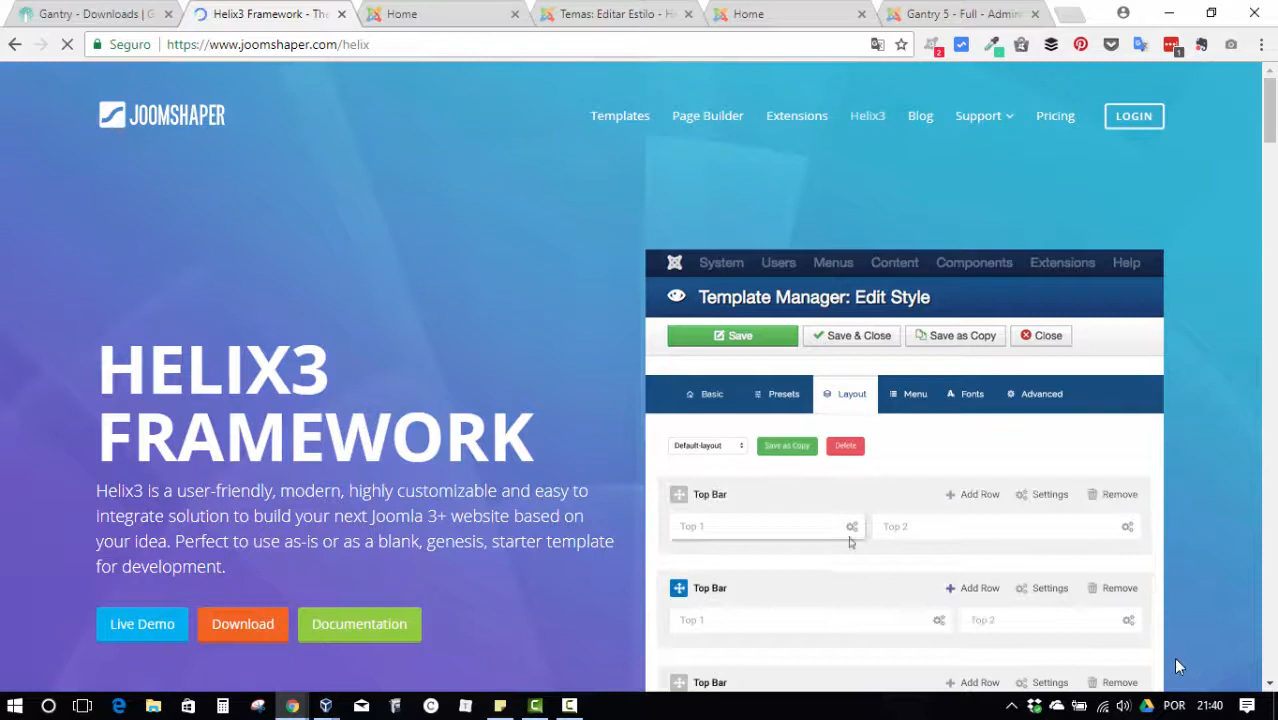 Gantry - Downloads | G
Helix3 Framework - The
Home
Temas: Editar Estilo - H
Home
Gantry 5 - Full - Admin
Seguro
https://www.joomshaper.com/helix
2
1
JOOMSHAPER
Templates
Page Builder
Extensions
Helix3
Blog
Support
Pricing
LOGIN
HELIX3
FRAMEWORK
Helix3 is a user-friendly, modern, highly customizable and easy to
integrate solution to build your next Joomla 3+ website based on
your idea. Perfect to use as-is or as a blank, genesis, starter template
for development.
Live Demo
Download
Documentation
System Users Menus Content Components Extensions Help
Template Manager: Edit Style
Save
Save & Close
Save as Copy
Close
Basic
Presets
Layout
Menu
Fonts
Advanced
Default-layout
Save as Copy
Delete
Top Bar
Add Row
Settings
Remove
Top 1
Top 2
Top Bar
Add Row
Settings
Remove
Top 1
Top 2
Top Bar
Add Row
Settings
Remove
POR
21:40